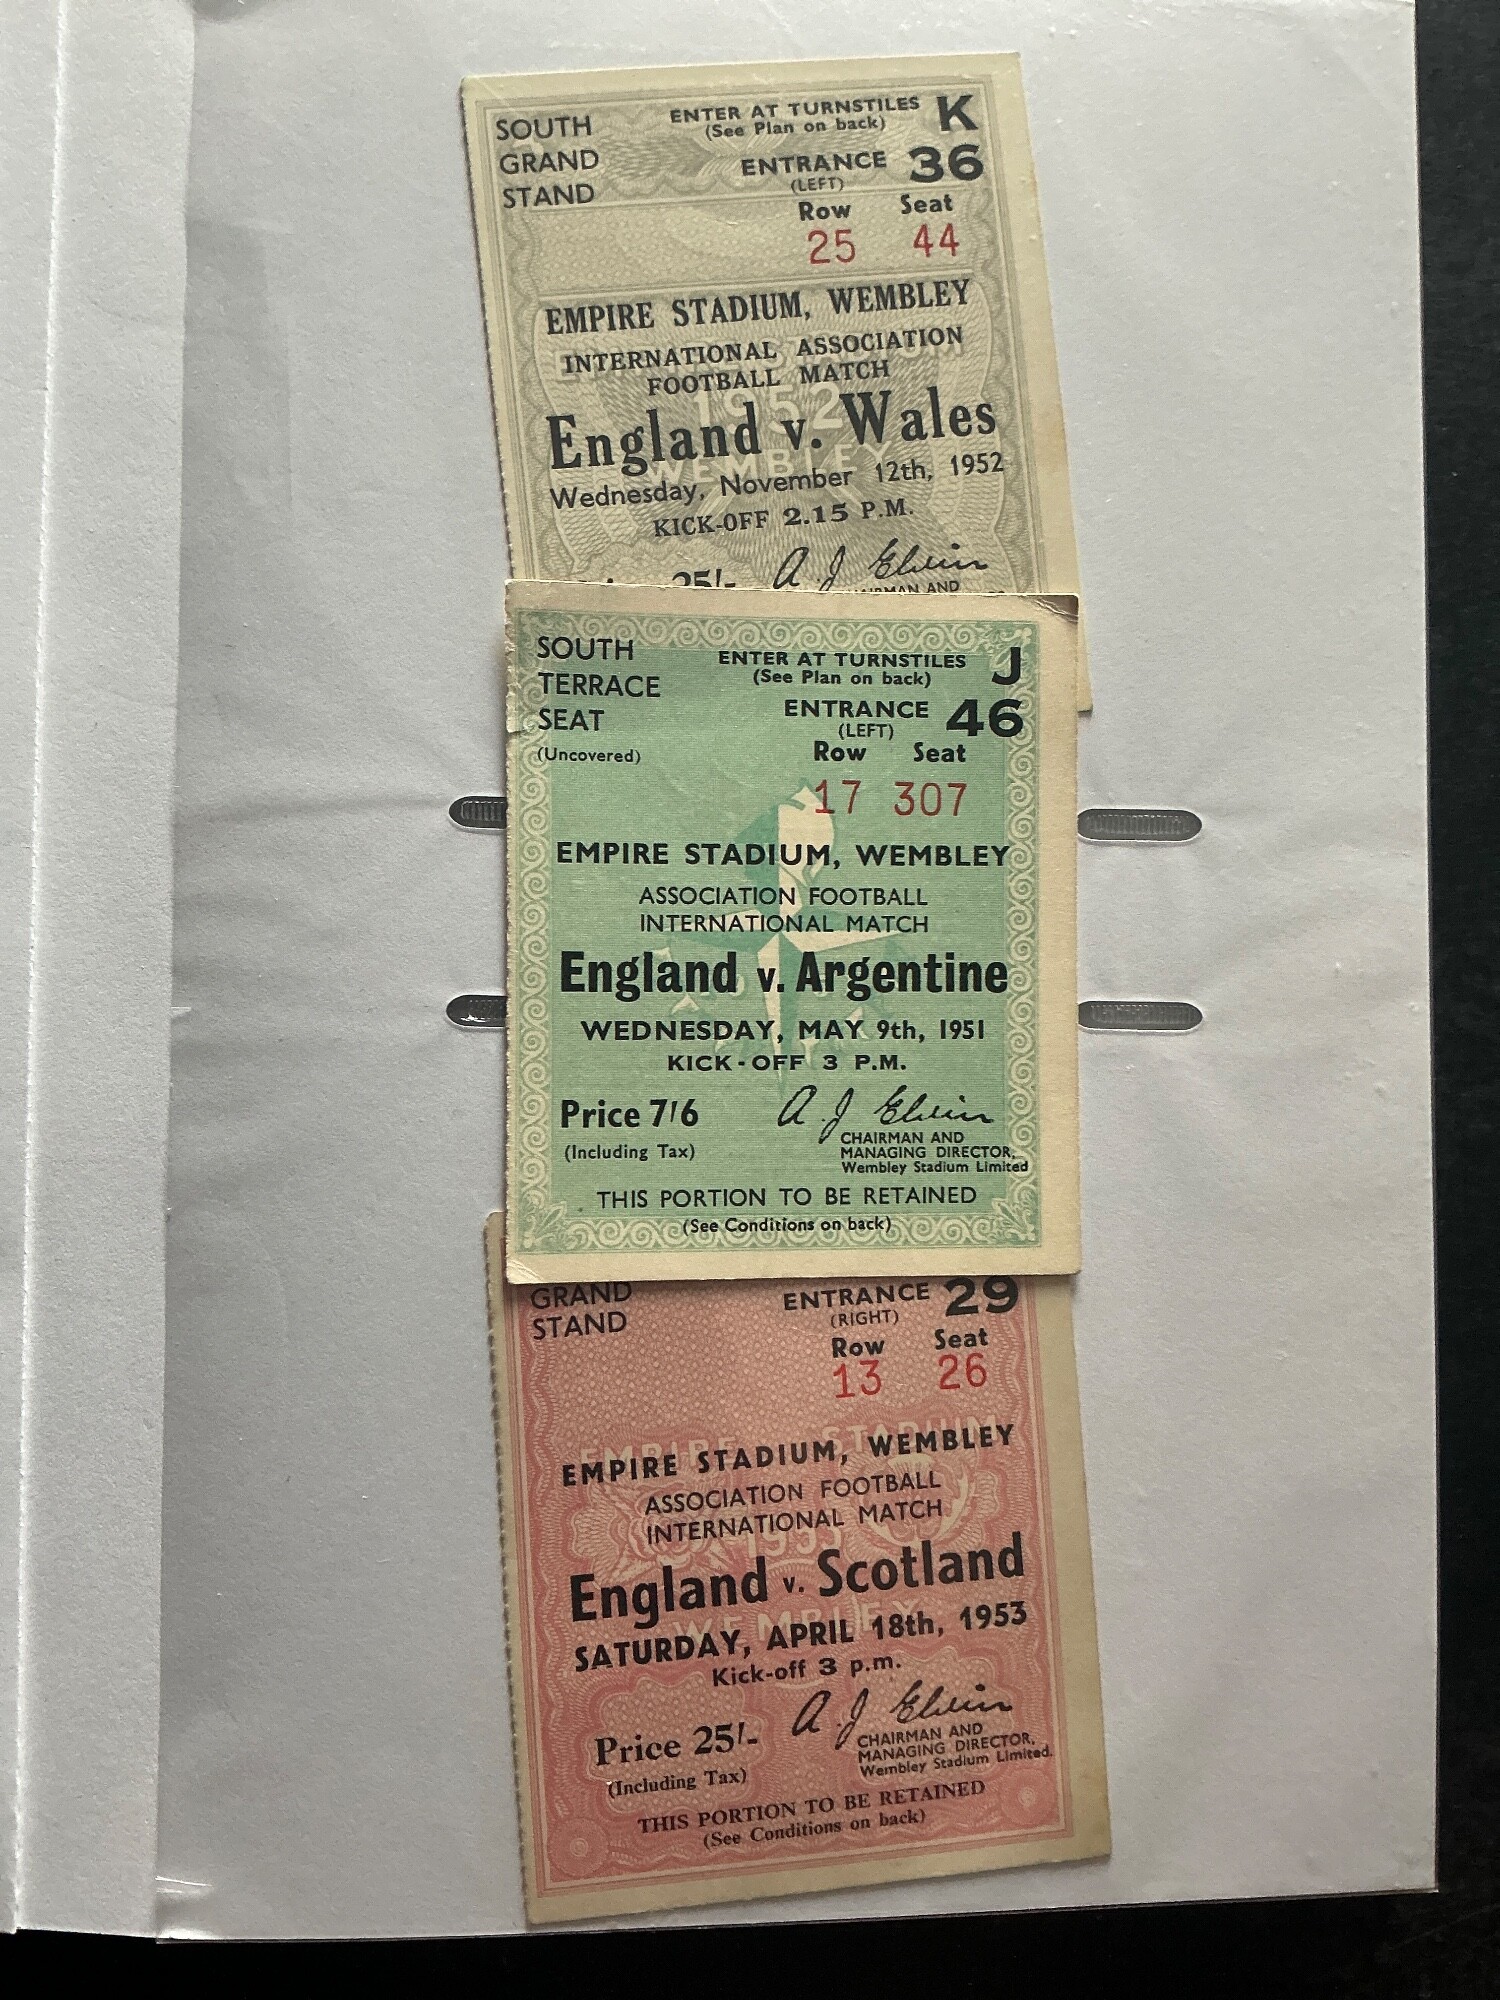 SOUTH GRAND STAND
ENTER AT TURNSTILES K
(See Plan on back)
ENTRANCE 36
(LEFT)
Row Seat
25 44
EMPIRE STADIUM, WEMBLEY
INTERNATIONAL ASSOCIATION
FOOTBALL MATCH
England v. Wales
Wednesday, November 12th, 1952
KICK-OFF 2.15 P.M.
25/- A J Elvin
CHAIRMAN AND
SOUTH
TERRACE
SEAT
(Uncovered)
ENTER AT TURNSTILES J
(See Plan on back)
ENTRANCE 46
(LEFT)
Row Seat
17 307
EMPIRE STADIUM, WEMBLEY
ASSOCIATION FOOTBALL
INTERNATIONAL MATCH
England v. Argentine
WEDNESDAY, MAY 9th, 1951
KICK-OFF 3 P.M.
Price 7/6
(Including Tax)
A J Elvin
CHAIRMAN AND
MANAGING DIRECTOR,
Wembley Stadium Limited
THIS PORTION TO BE RETAINED
(See Conditions on back)
GRAND
STAND
ENTRANCE 29
(RIGHT)
Row Seat
13 26
EMPIRE STADIUM, WEMBLEY
ASSOCIATION FOOTBALL
INTERNATIONAL MATCH
England v. Scotland
SATURDAY, APRIL 18th, 1953
Kick-off 3 p.m.
Price 25/-
(Including Tax)
A J Elvin
CHAIRMAN AND
MANAGING DIRECTOR,
Wembley Stadium Limited.
THIS PORTION TO BE RETAINED
(See Conditions on back)